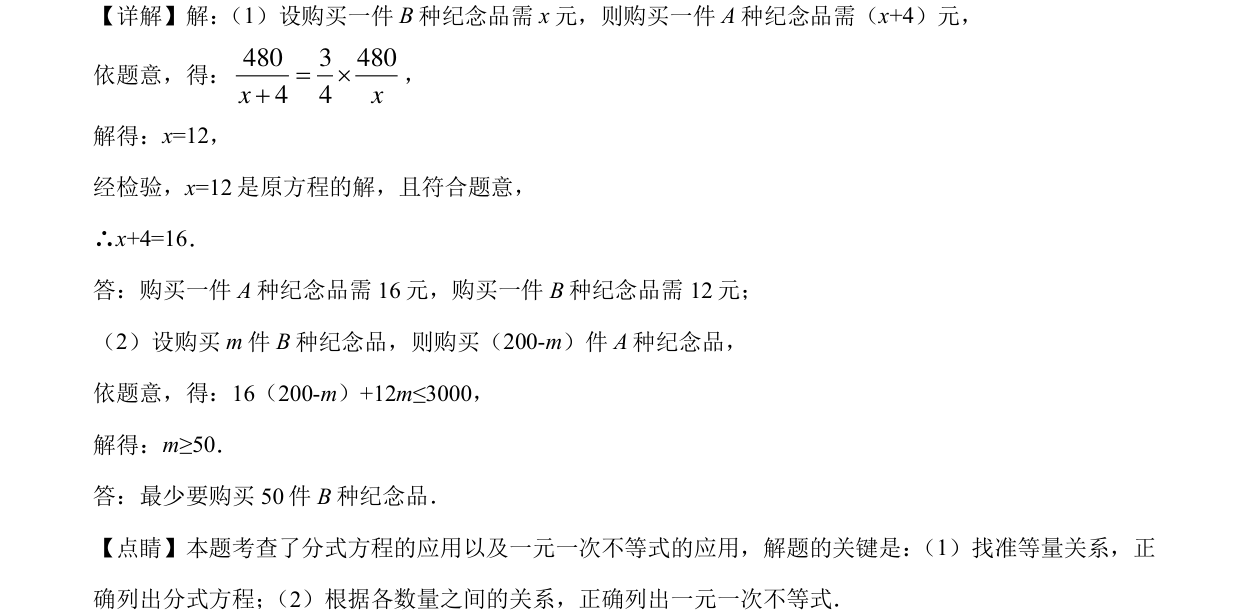 【详解】解：（1）设购买一件 B 种纪念品需 x 元，则购买一件 A 种纪念品需（x+4）元，
依题意，得：$\frac{480}{x+4}=\frac{3}{4}\times\frac{480}{x}$，
解得：x=12，
经检验，x=12 是原方程的解，且符合题意，
∴x+4=16．
答：购买一件 A 种纪念品需 16 元，购买一件 B 种纪念品需 12 元；
（2）设购买 m 件 B 种纪念品，则购买（200-m）件 A 种纪念品，
依题意，得：16（200-m）+12m≤3000，
解得：m≥50．
答：最少要购买 50 件 B 种纪念品．
【点睛】本题考查了分式方程的应用以及一元一次不等式的应用，解题的关键是：（1）找准等量关系，正
确列出分式方程；（2）根据各数量之间的关系，正确列出一元一次不等式．